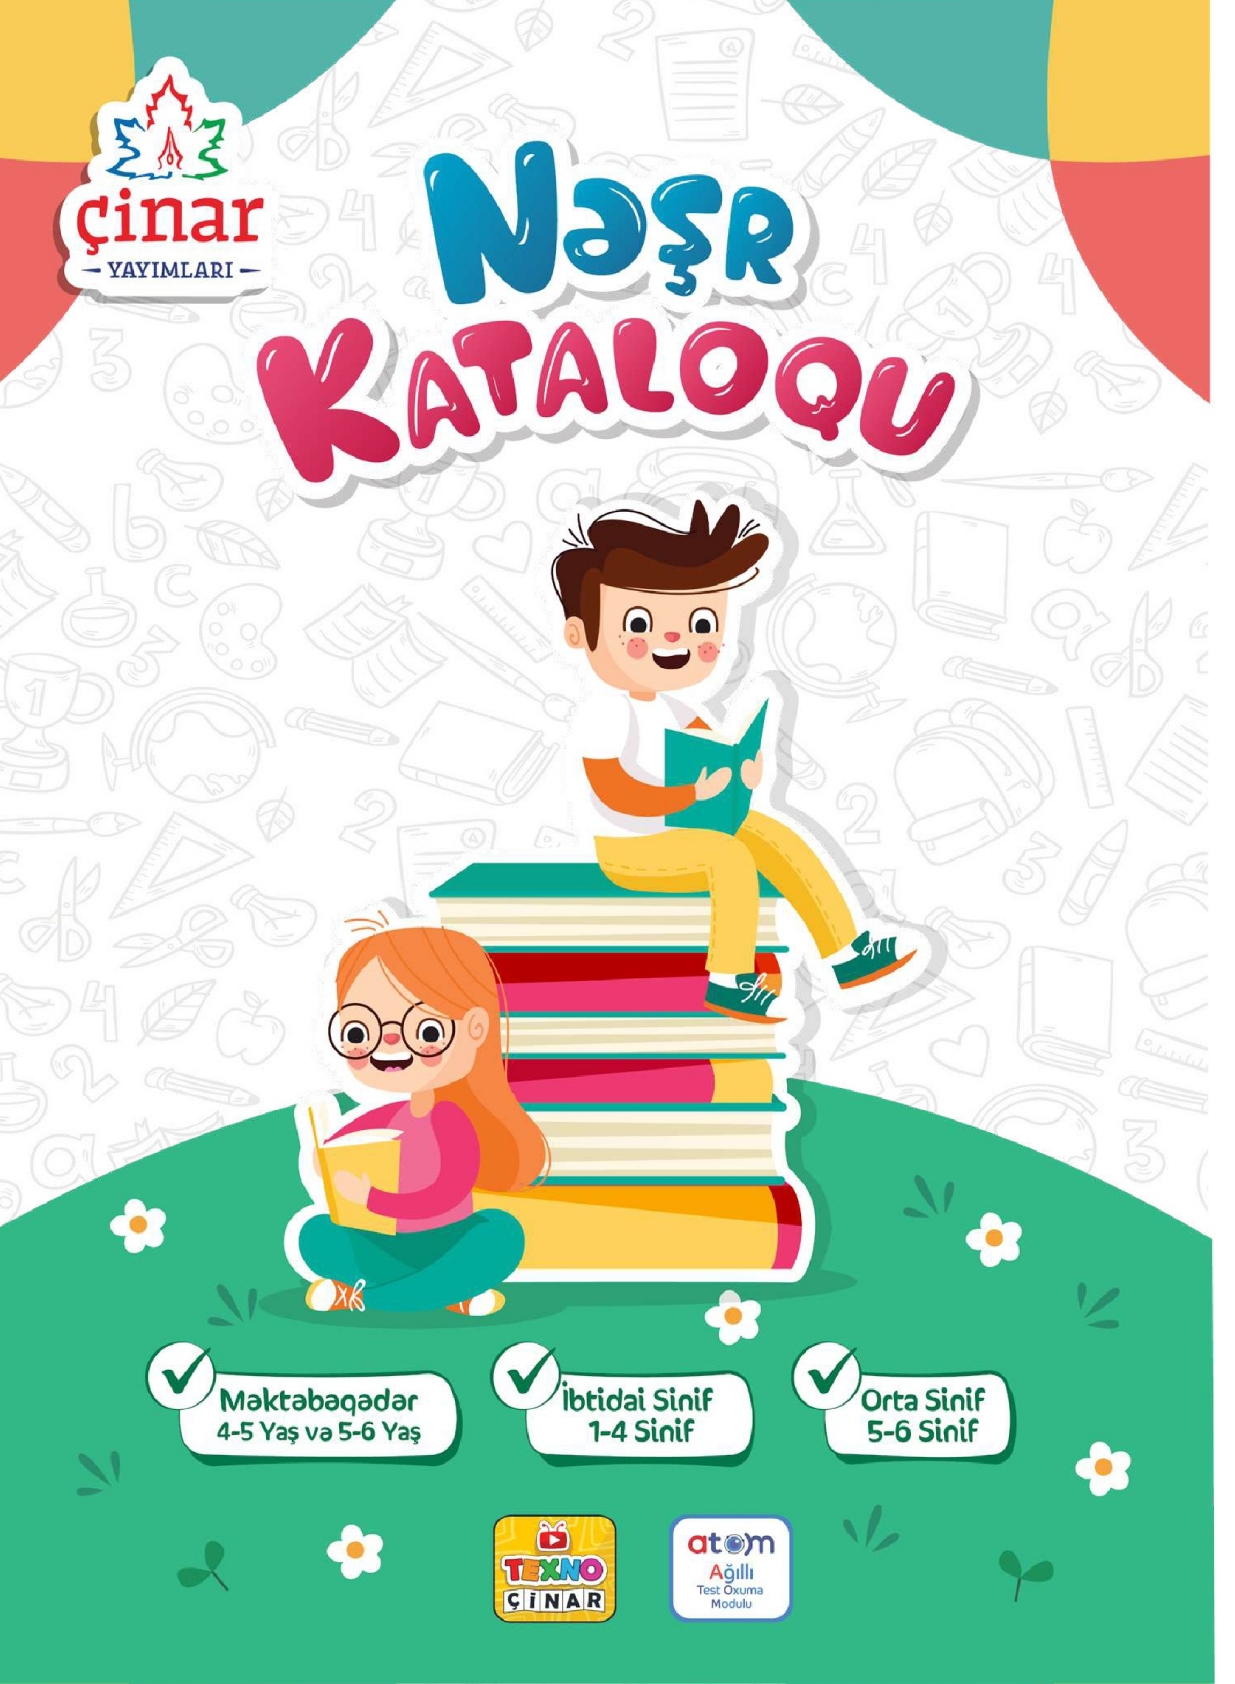 çinar
YAYIMLARI
NəşR
KATALOQU
Məktəbəqədər
4-5 Yaş və 5-6 Yaş
İbtidai Sinif
1-4 Sinif
Orta Sinif
5-6 Sinif
TEXNO
ÇİNAR
atom
Ağıllı
Test Oxuma
Modulu